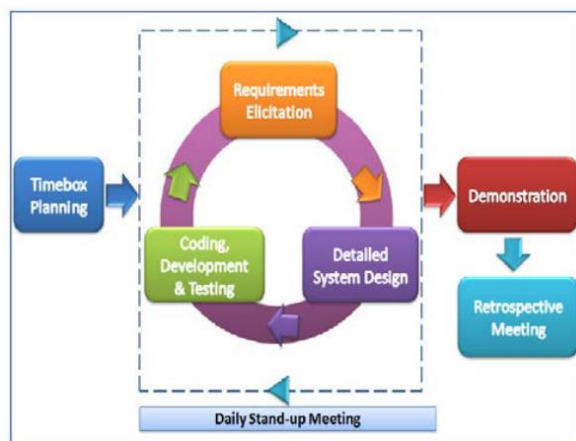 Requirements
Elicitation
Timebox
Planning
Demonstration
Coding,
Development
& Testing
Detailed
System Design
Retrospective
Meeting
Daily Stand-up Meeting